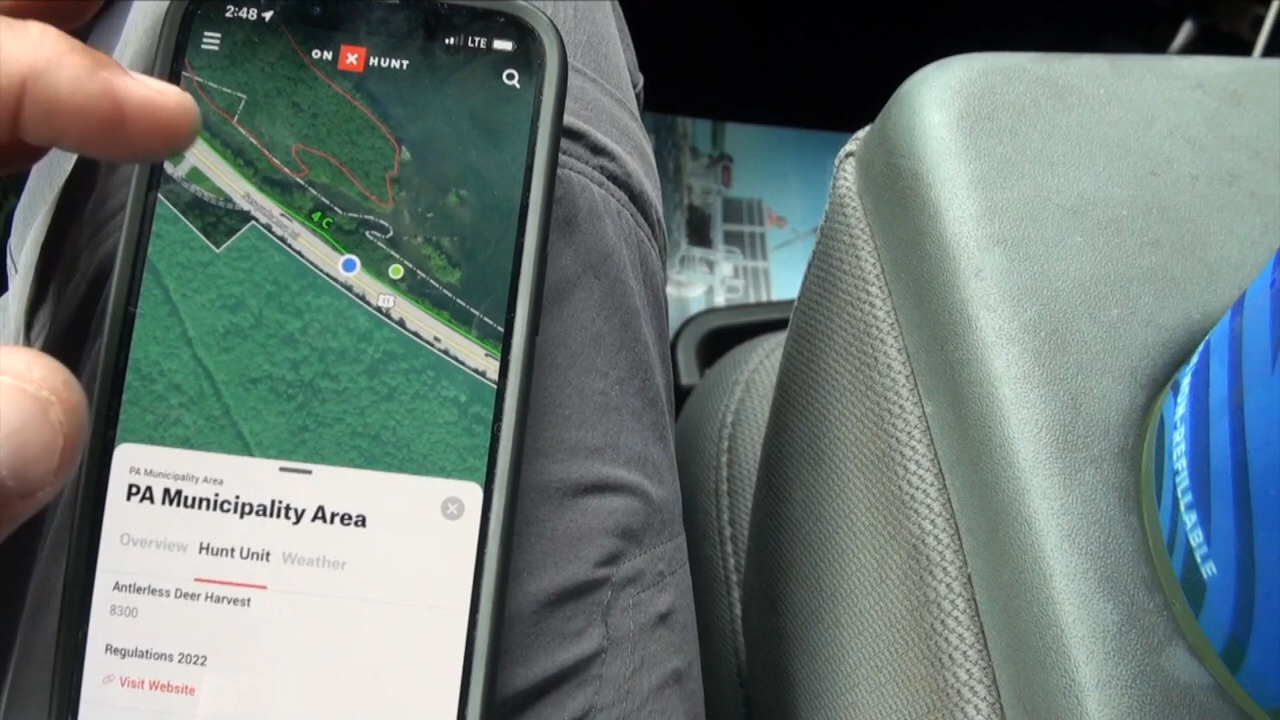 2:48
LTE
ON X HUNT
4C
PA Municipality Area
PA Municipality Area
Overview Hunt Unit Weather
Antlerless Deer Harvest
8300
Regulations 2022
Visit Website
N-REFILLABLE